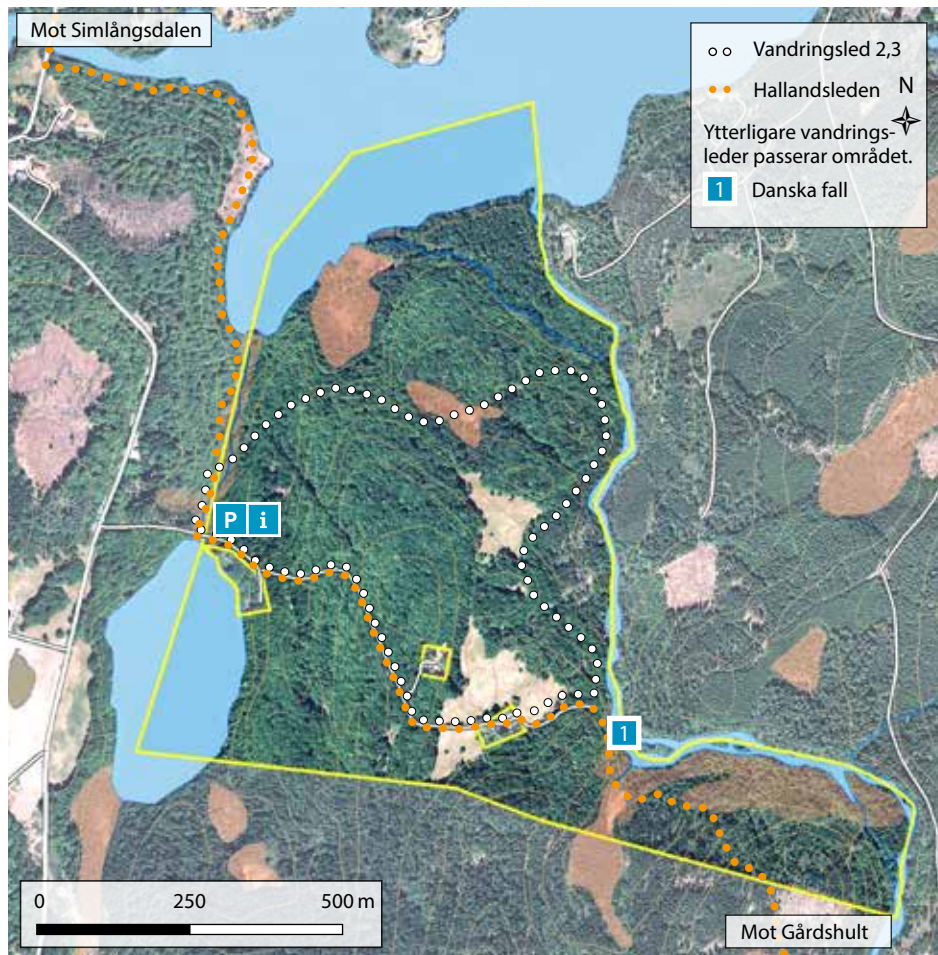 Mot Simlångsdalen
Vandringsled 2,3
Hallandsleden
N
Ytterligare vandrings-
leder passerar området.
1 Danska fall
P i
1
0 250 500 m
Mot Gårdshult